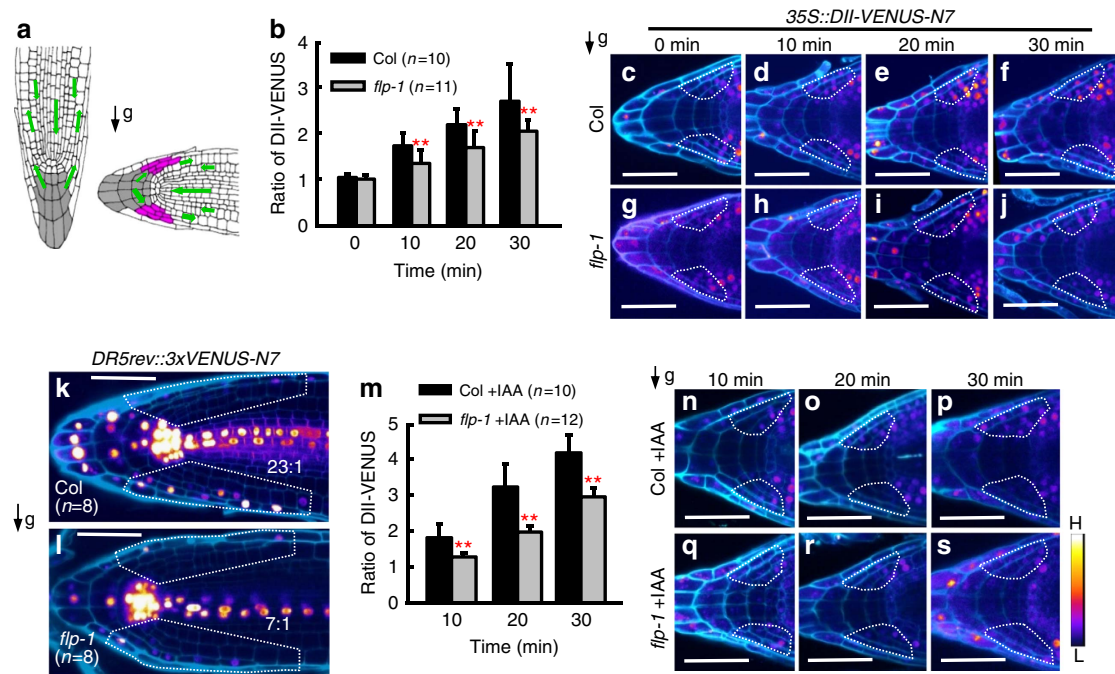 a
g
b
Ratio of DII-VENUS
4
3
2
1
0
Col (n=10)
flp-1 (n=11)
**
**
**
0 10 20 30
Time (min)
35S::DII-VENUS-N7
g
0 min 10 min 20 min 30 min
Col
c d e f
flp-1
g h i j
DR5rev::3xVENUS-N7
g
k
23:1
Col
(n=8)
l
7:1
flp-1
(n=8)
m
Ratio of DII-VENUS
5
4
3
2
1
0
Col +IAA (n=10)
flp-1 +IAA (n=12)
**
**
**
10 20 30
Time (min)
g
10 min 20 min 30 min
Col +IAA
n o p
flp-1 +IAA
q r s
H
L